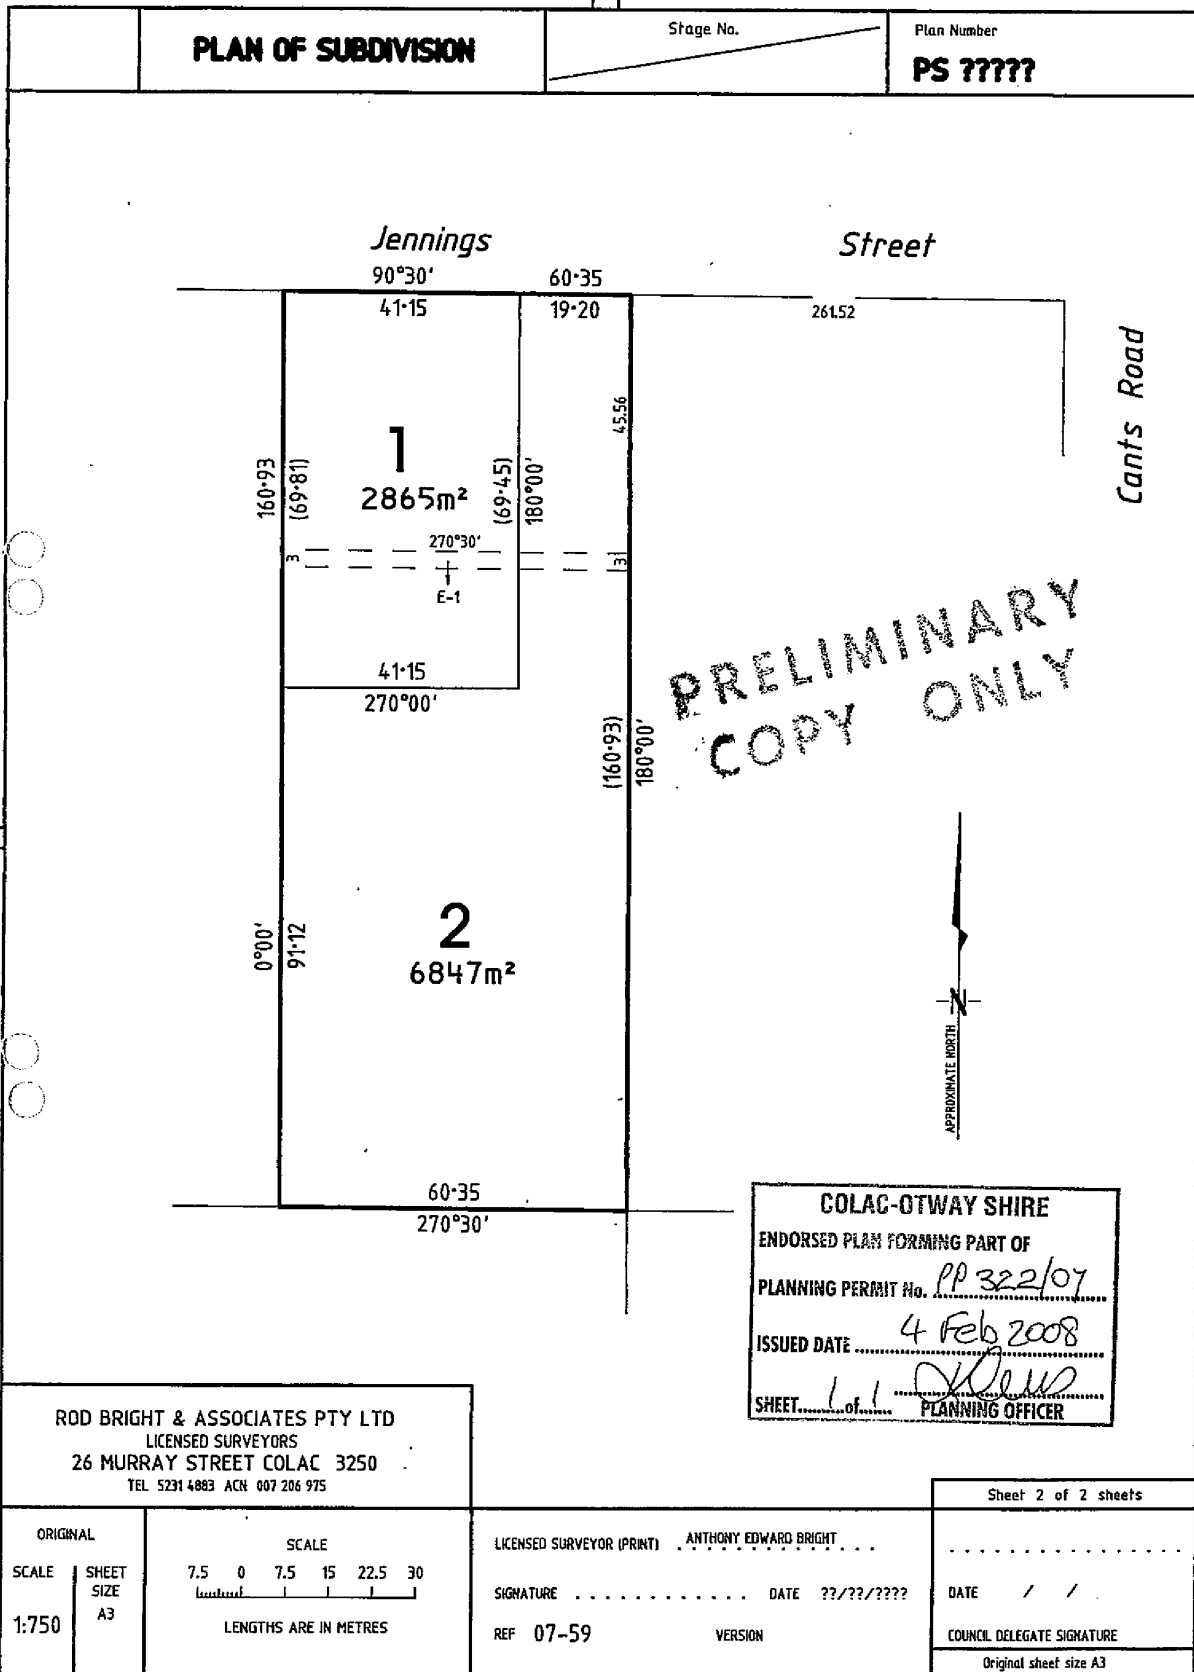 PLAN OF SUBDIVISION
Stage No.
Plan Number
PS ?????
Jennings Street
90°30'
60·35
41·15
19·20
261.52
Cants Road
45.56
1
2865m²
160·93
(69·81)
(69·45)
180°00'
270°30'
3
3
E-1
41·15
270°00'
PRELIMINARY
COPY ONLY
(160·93)
180°00'
2
6847m²
0°00'
91·12
N
APPROXIMATE NORTH
60·35
270°30'
COLAC-OTWAY SHIRE
ENDORSED PLAN FORMING PART OF
PLANNING PERMIT No. PP 322/07
ISSUED DATE 4 Feb 2008
SHEET 1 of 1 PLANNING OFFICER
ROD BRIGHT & ASSOCIATES PTY LTD
LICENSED SURVEYORS
26 MURRAY STREET COLAC 3250
TEL 5231 4883 ACN 007 206 975
ORIGINAL
SCALE
SHEET SIZE
1:750
A3
SCALE
7.5 0 7.5 15 22.5 30
LENGTHS ARE IN METRES
LICENSED SURVEYOR (PRINT) ANTHONY EDWARD BRIGHT
SIGNATURE DATE ??/??/????
REF 07-59 VERSION
Sheet 2 of 2 sheets
DATE / /
COUNCIL DELEGATE SIGNATURE
Original sheet size A3